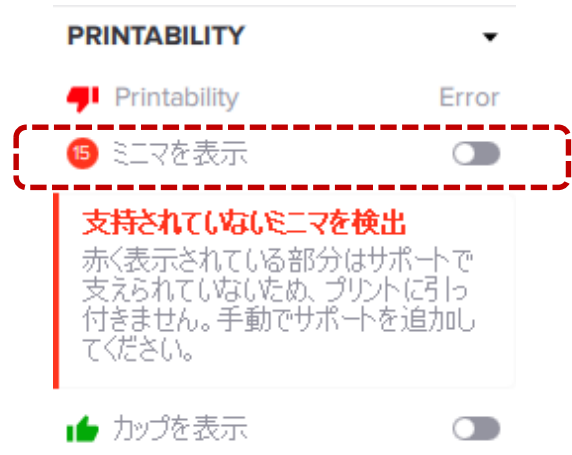 PRINTABILITY
Printability Error
15 ミニマを表示
支持されていないミニマを検出
赤く表示されている部分はサポートで
支えられていないため、プリントに引っ
付きません。手動でサポートを追加し
てください。
カップを表示